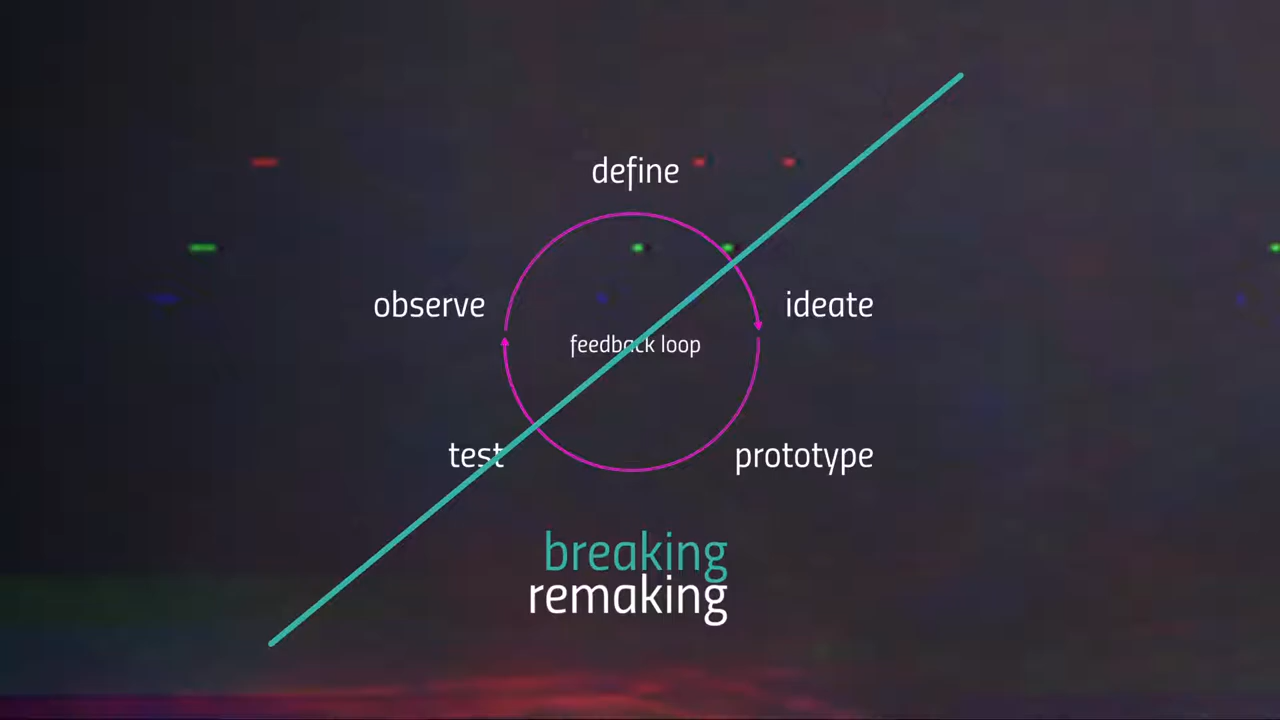 define
observe
ideate
feedback loop
test
prototype
breaking
remaking